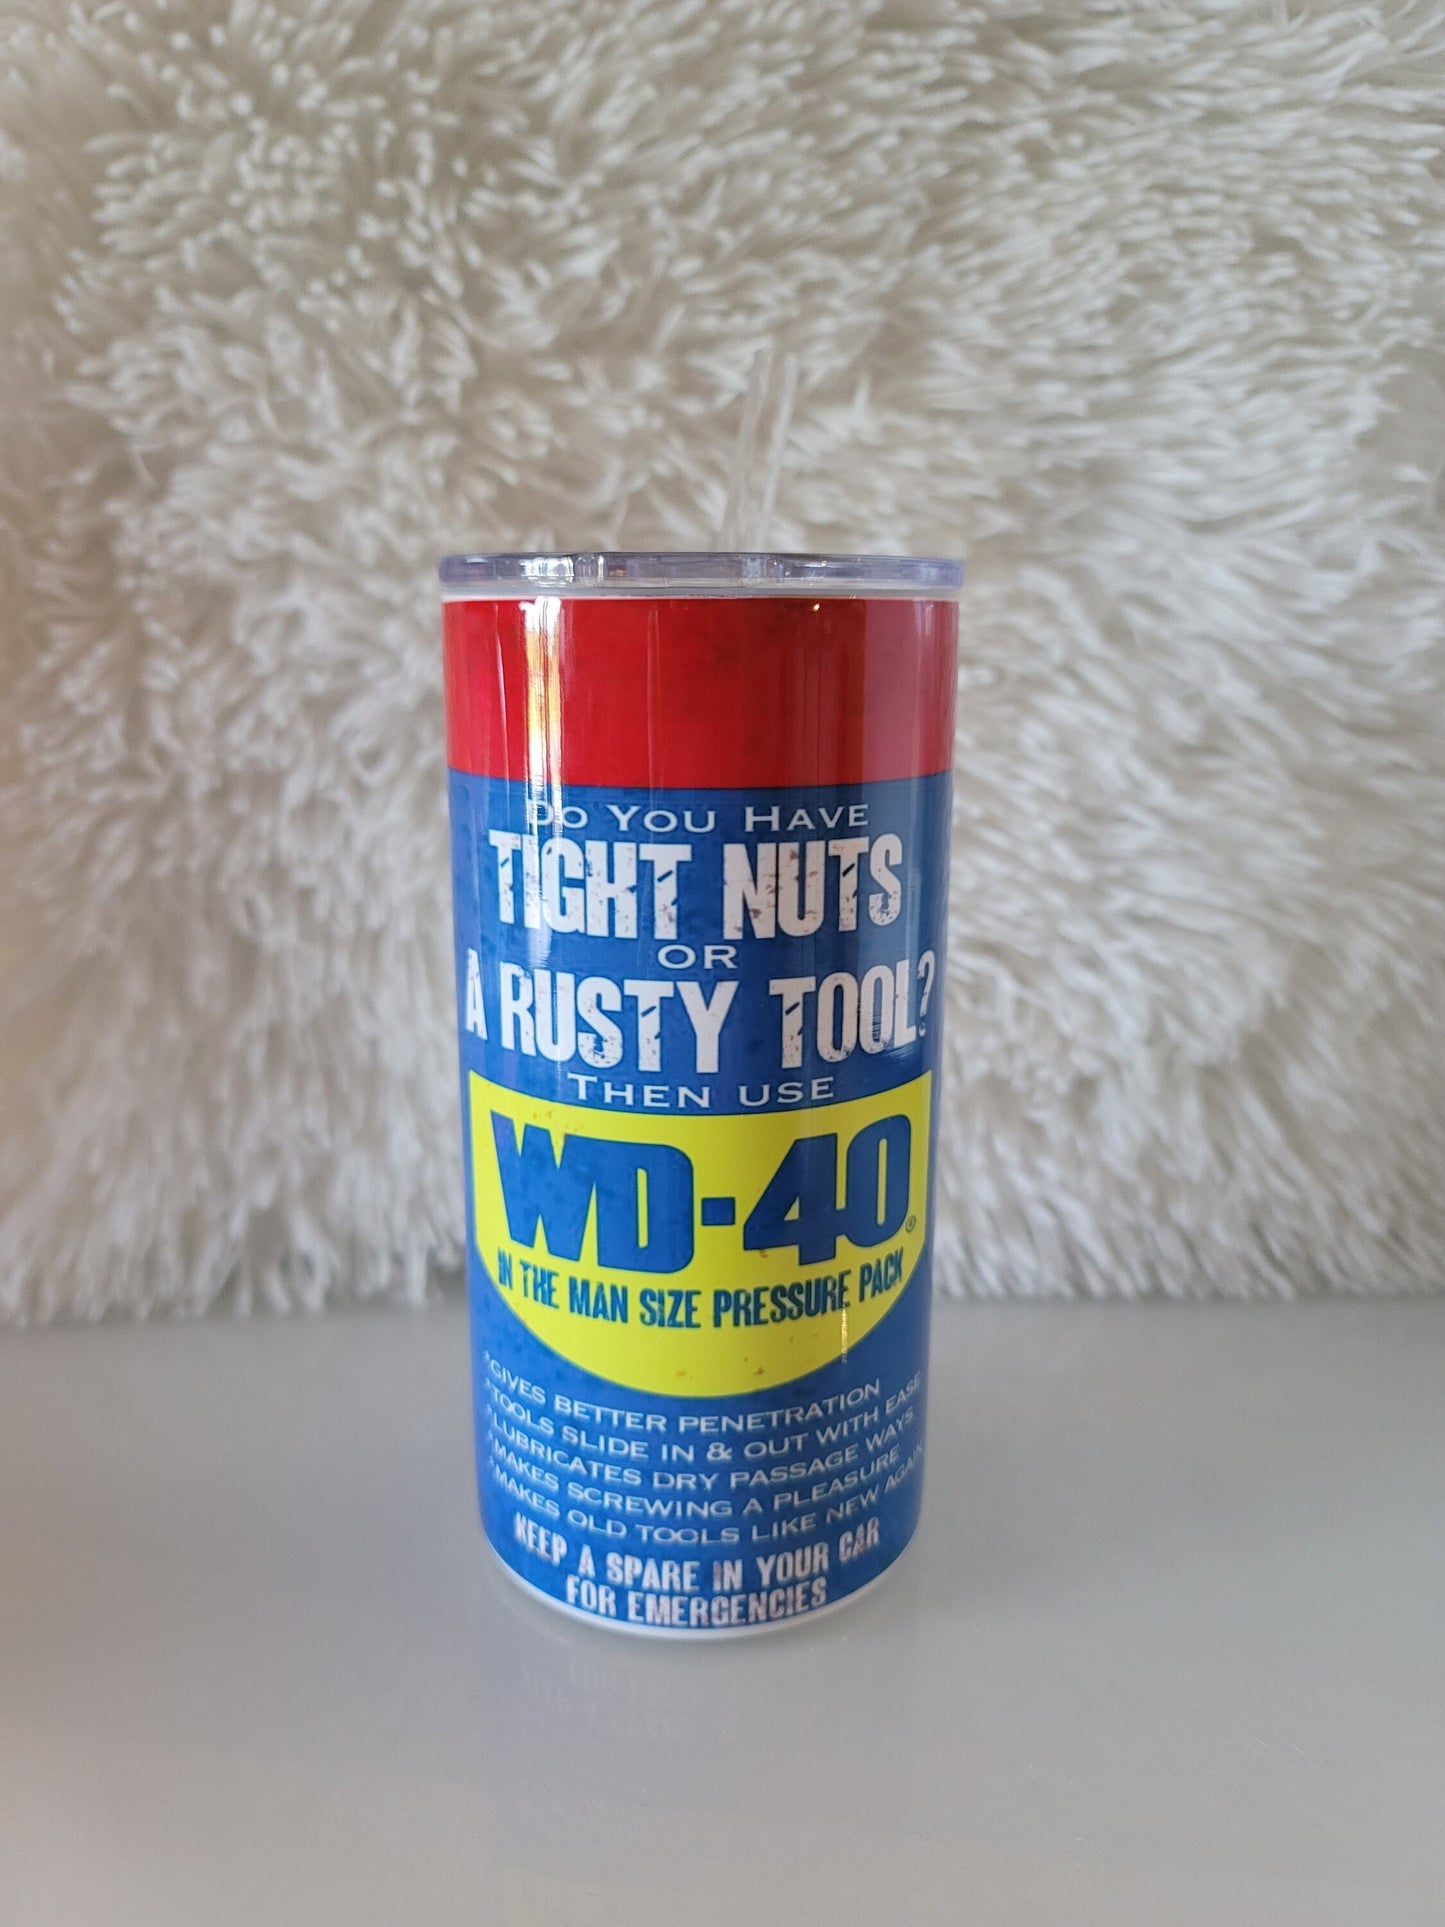 Do You Have
TIGHT NUTS
OR
A RUSTY TOOL?
THEN USE
WD-40®
IN THE MAN SIZE PRESSURE PACK
*GIVES BETTER PENETRATION
*TOOLS SLIDE IN & OUT WITH EASE
*LUBRICATES DRY PASSAGE WAYS
*MAKES SCREWING A PLEASURE
*MAKES OLD TOOLS LIKE NEW AGAIN
KEEP A SPARE IN YOUR CAR
FOR EMERGENCIES